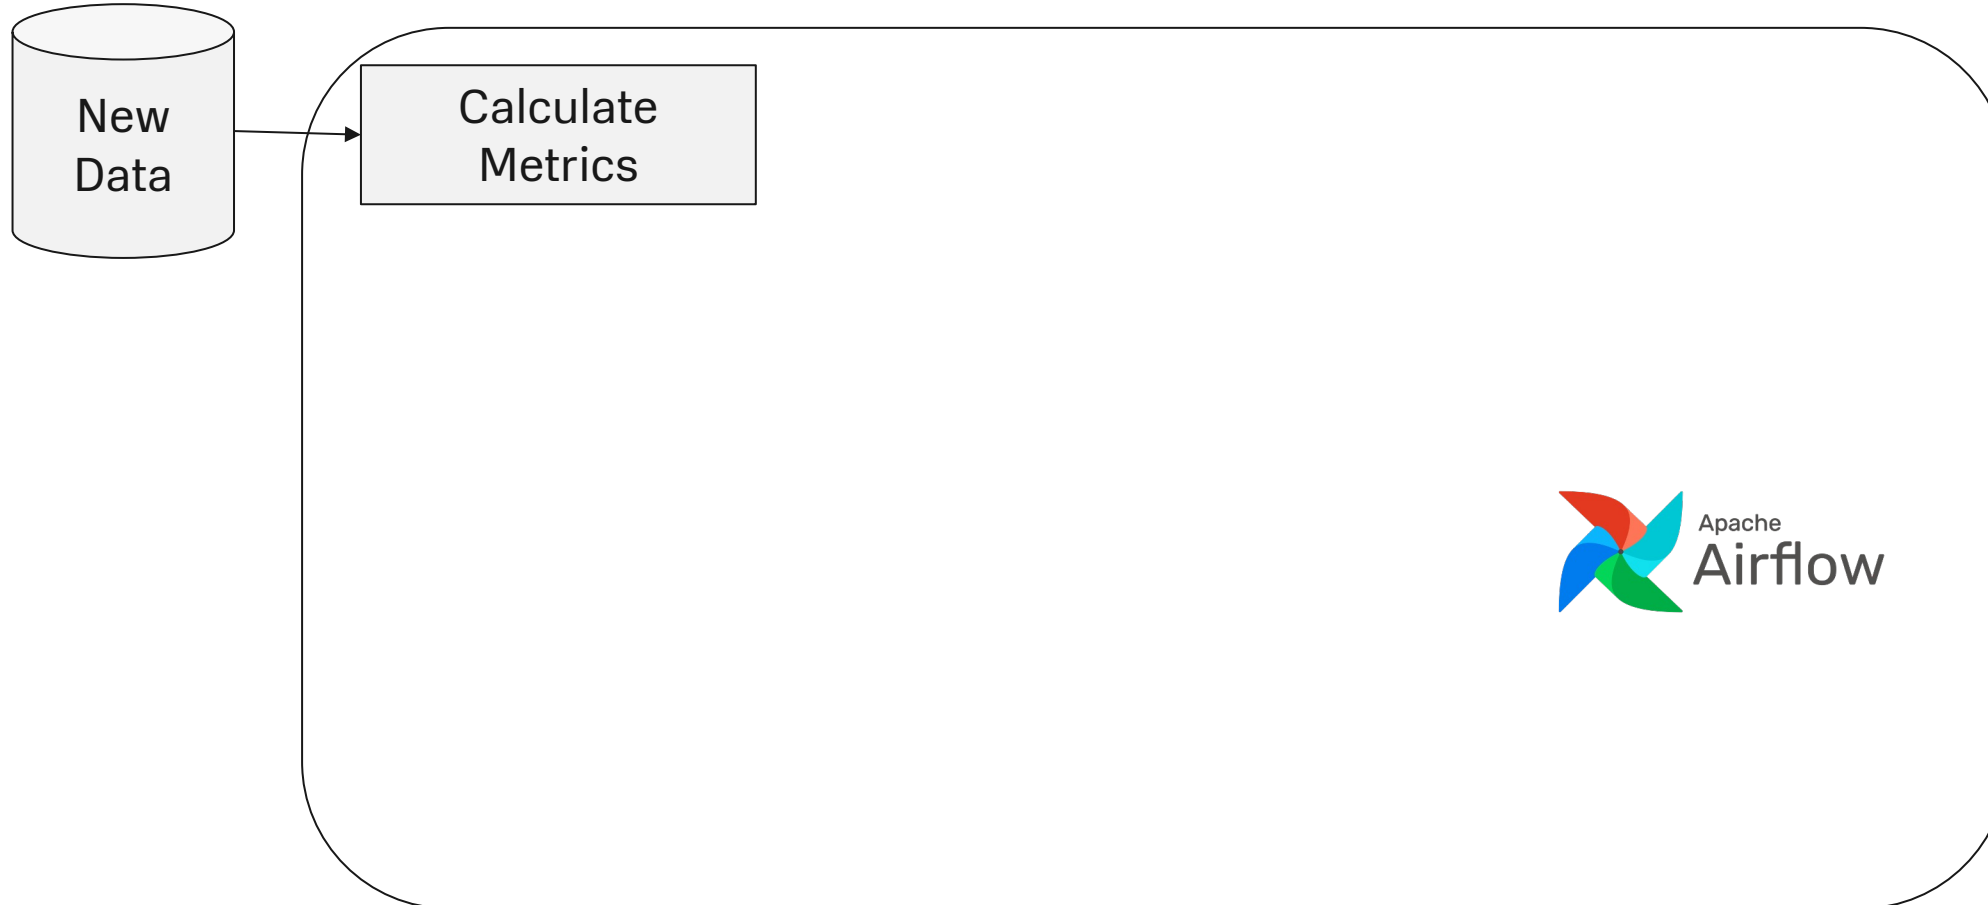 New
Data
Calculate
Metrics
Apache
Airflow